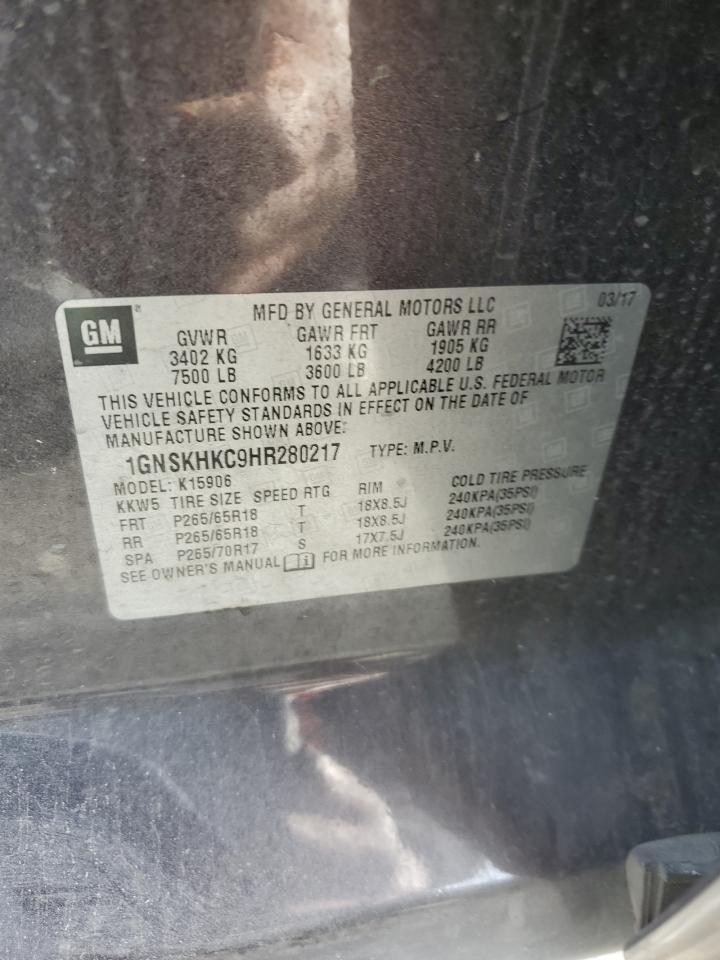 GM
MFD BY GENERAL MOTORS LLC 03/17
GVWR GAWR FRT GAWR RR
3402 KG 1633 KG 1905 KG
7500 LB 3600 LB 4200 LB
THIS VEHICLE CONFORMS TO ALL APPLICABLE U.S. FEDERAL MOTOR
VEHICLE SAFETY STANDARDS IN EFFECT ON THE DATE OF
MANUFACTURE SHOWN ABOVE:
1GNSKHKC9HR280217 TYPE: M.P.V.
MODEL: K15906
KKW5 TIRE SIZE SPEED RTG RIM COLD TIRE PRESSURE
FRT P265/65R18 T 18X8.5J 240KPA(35PSI)
RR P265/65R18 T 18X8.5J 240KPA(35PSI)
SPA P265/70R17 S 17X7.5J 240KPA(35PSI)
SEE OWNER'S MANUAL FOR MORE INFORMATION.